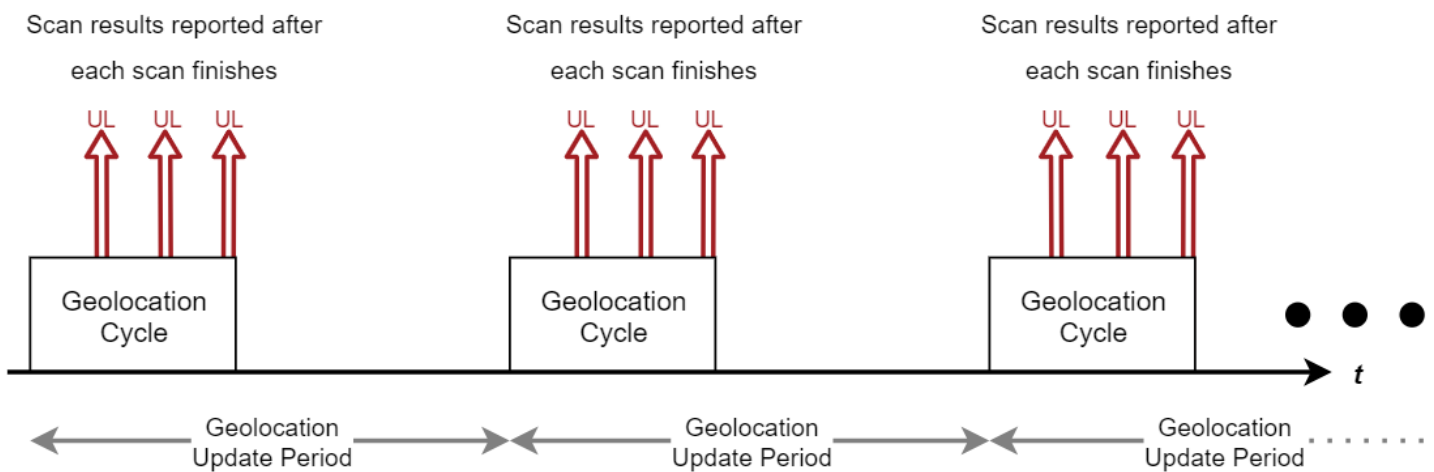 Scan results reported after
each scan finishes
Scan results reported after
each scan finishes
Scan results reported after
each scan finishes
UL UL UL
UL UL UL
UL UL UL
Geolocation
Cycle
Geolocation
Cycle
Geolocation
Cycle
t
Geolocation
Update Period
Geolocation
Update Period
Geolocation
Update Period